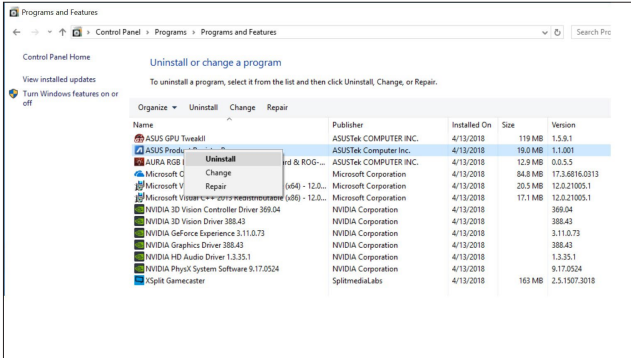 Programs and Features
Control Panel > Programs > Programs and Features
Search Pro
Control Panel Home
View installed updates
Turn Windows features on or off
Uninstall or change a program
To uninstall a program, select it from the list and then click Uninstall, Change, or Repair.
Organize Uninstall Change Repair
Name Publisher Installed On Size Version
ASUS GPU TweakII ASUSTek COMPUTER INC. 4/13/2018 119 MB 1.5.9.1
ASUS Product ASUSTek Computer Inc. 4/13/2018 19.0 MB 1.1.001
AURA RGB rd & ROG-... ASUSTek COMPUTER INC. 4/13/2018 12.9 MB 0.0.5.5
Microsoft O Microsoft Corporation 4/13/2018 84.8 MB 17.3.6816.0313
Microsoft V (x64) - 12.0... Microsoft Corporation 4/13/2018 20.5 MB 12.0.21005.1
Microsoft Visual C++ 2013 Redistributable (x86) - 12.0... Microsoft Corporation 4/13/2018 17.1 MB 12.0.21005.1
NVIDIA 3D Vision Controller Driver 369.04 NVIDIA Corporation 4/13/2018 369.04
NVIDIA 3D Vision Driver 388.43 NVIDIA Corporation 4/13/2018 388.43
NVIDIA GeForce Experience 3.11.0.73 NVIDIA Corporation 4/13/2018 3.11.0.73
NVIDIA Graphics Driver 388.43 NVIDIA Corporation 4/13/2018 388.43
NVIDIA HD Audio Driver 1.3.35.1 NVIDIA Corporation 4/13/2018 1.3.35.1
NVIDIA PhysX System Software 9.17.0524 NVIDIA Corporation 4/13/2018 9.17.0524
XSplit Gamecaster SplitmediaLabs 4/13/2018 163 MB 2.5.1507.3018
Uninstall
Change
Repair